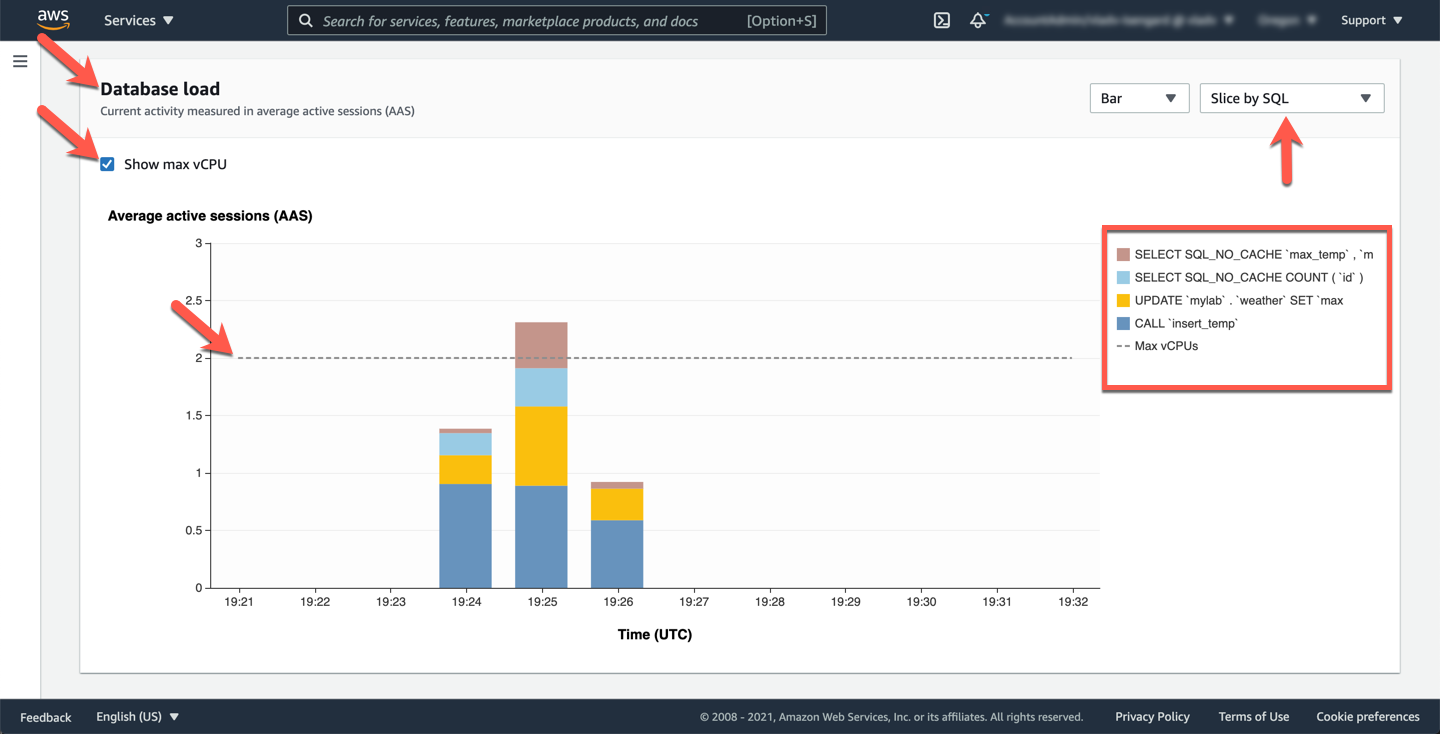 aws
Services
Search for services, features, marketplace products, and docs [Option+S]
Support
Database load
Current activity measured in average active sessions (AAS)
Bar
Slice by SQL
Show max vCPU
Average active sessions (AAS)
3
2.5
2
1.5
1
0.5
0
19:21 19:22 19:23 19:24 19:25 19:26 19:27 19:28 19:29 19:30 19:31 19:32
Time (UTC)
SELECT SQL_NO_CACHE `max_temp` , `m
SELECT SQL_NO_CACHE COUNT ( `id` )
UPDATE `mylab` . `weather` SET `max
CALL `insert_temp`
Max vCPUs
Feedback English (US) © 2008 - 2021, Amazon Web Services, Inc. or its affiliates. All rights reserved. Privacy Policy Terms of Use Cookie preferences